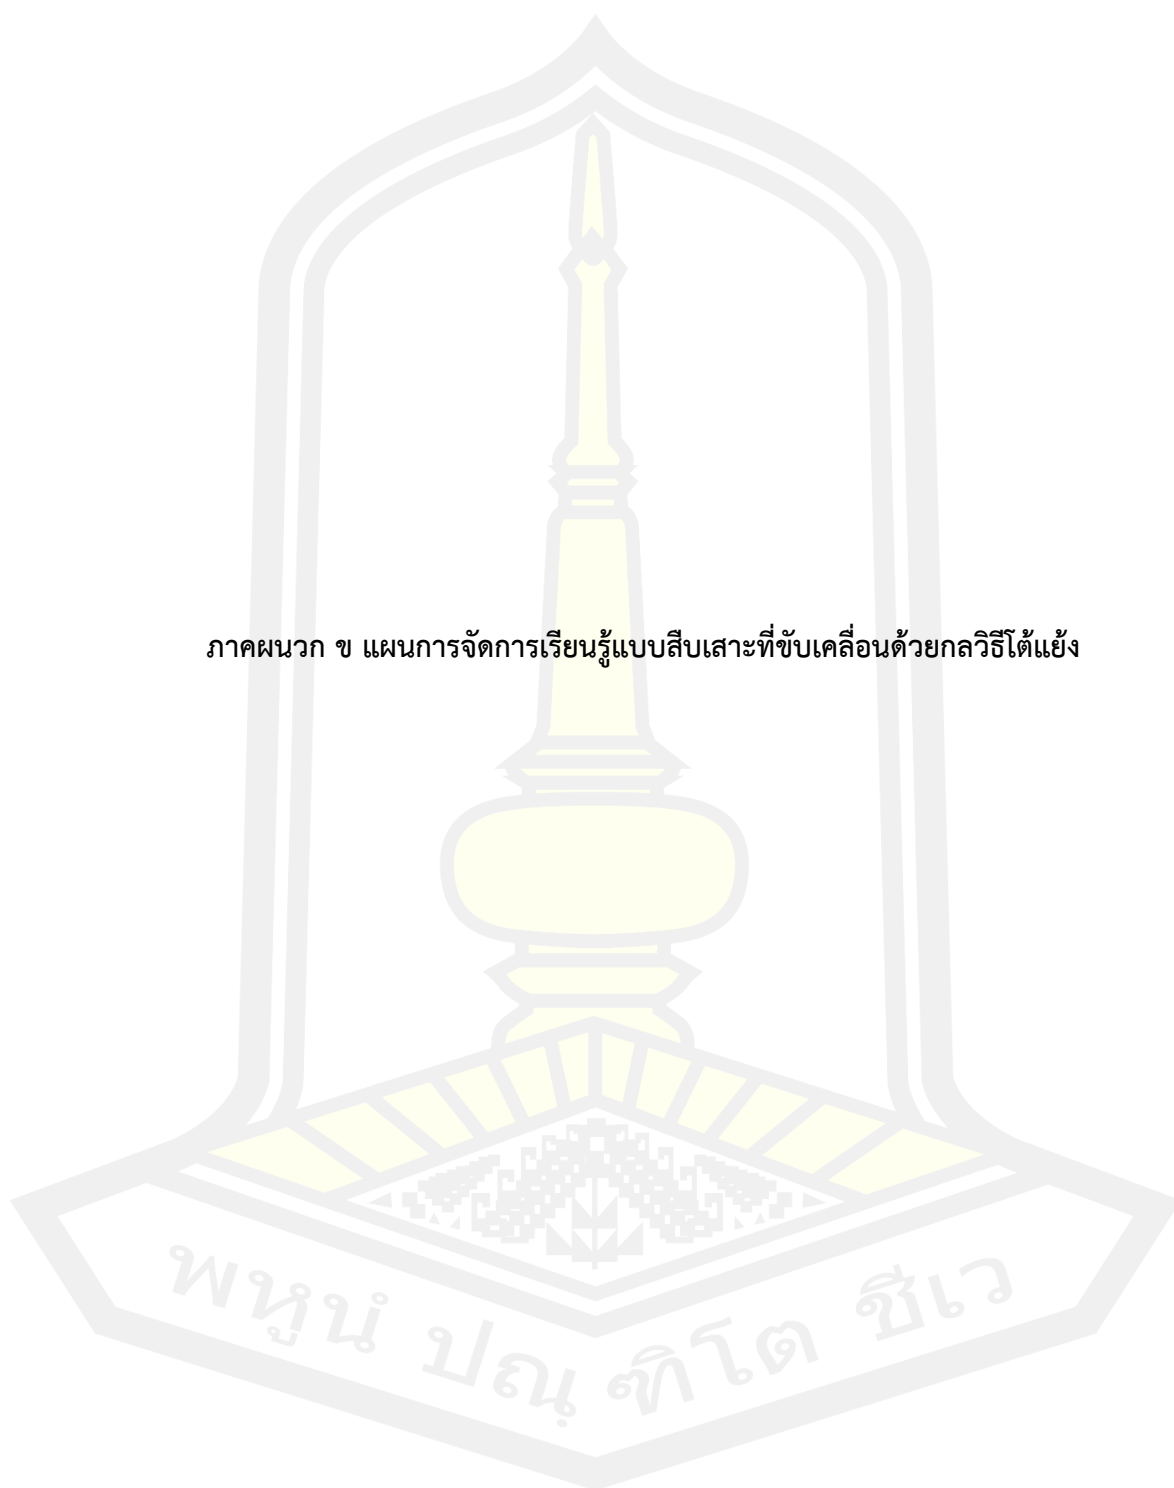 ภาคผนวก ข แผนการจัดการเรียนรู้แบบสืบเสาะที่ขับเคลื่อนด้วยกลวิธีโต้แย้ง
พหูนํ ปณฺฑิโต ชีเว